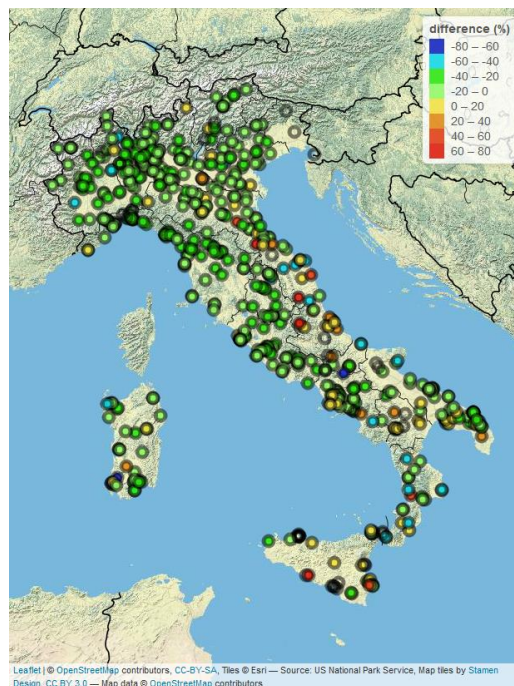 difference (%)
-80 – -60
-60 – -40
-40 – -20
-20 – 0
0 – 20
20 – 40
40 – 60
60 – 80
Leaflet | © OpenStreetMap contributors, CC-BY-SA, Tiles © Esri — Source: US National Park Service, Map tiles by Stamen
Design, CC BY 3.0 — Map data © OpenStreetMap contributors